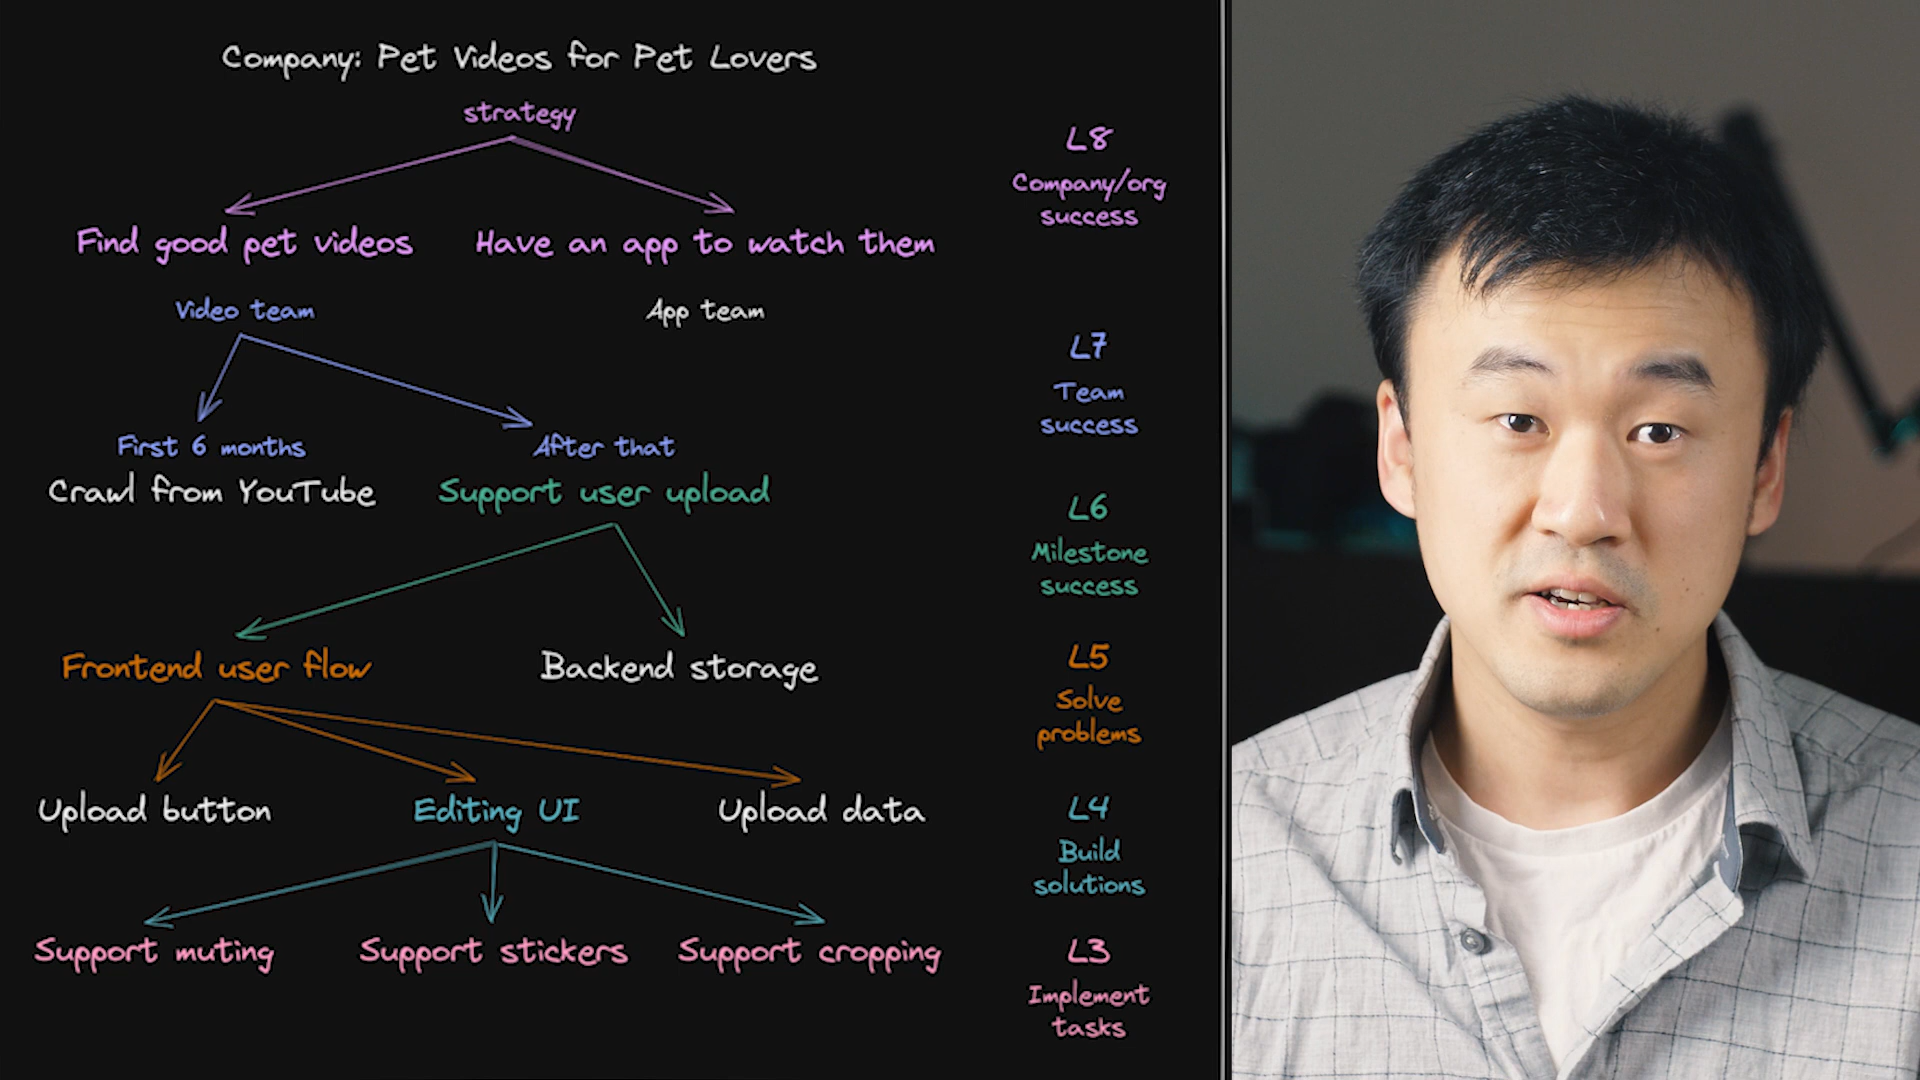 Company: Pet Videos for Pet Lovers
strategy
L8
Company/org
success
Find good pet videos
Have an app to watch them
Video team
App team
L7
Team
success
First 6 months
After that
Crawl from YouTube
Support user upload
L6
Milestone
success
Frontend user flow
Backend storage
L5
Solve
problems
Upload button
Editing UI
Upload data
L4
Build
solutions
Support muting
Support stickers
Support cropping
L3
Implement
tasks